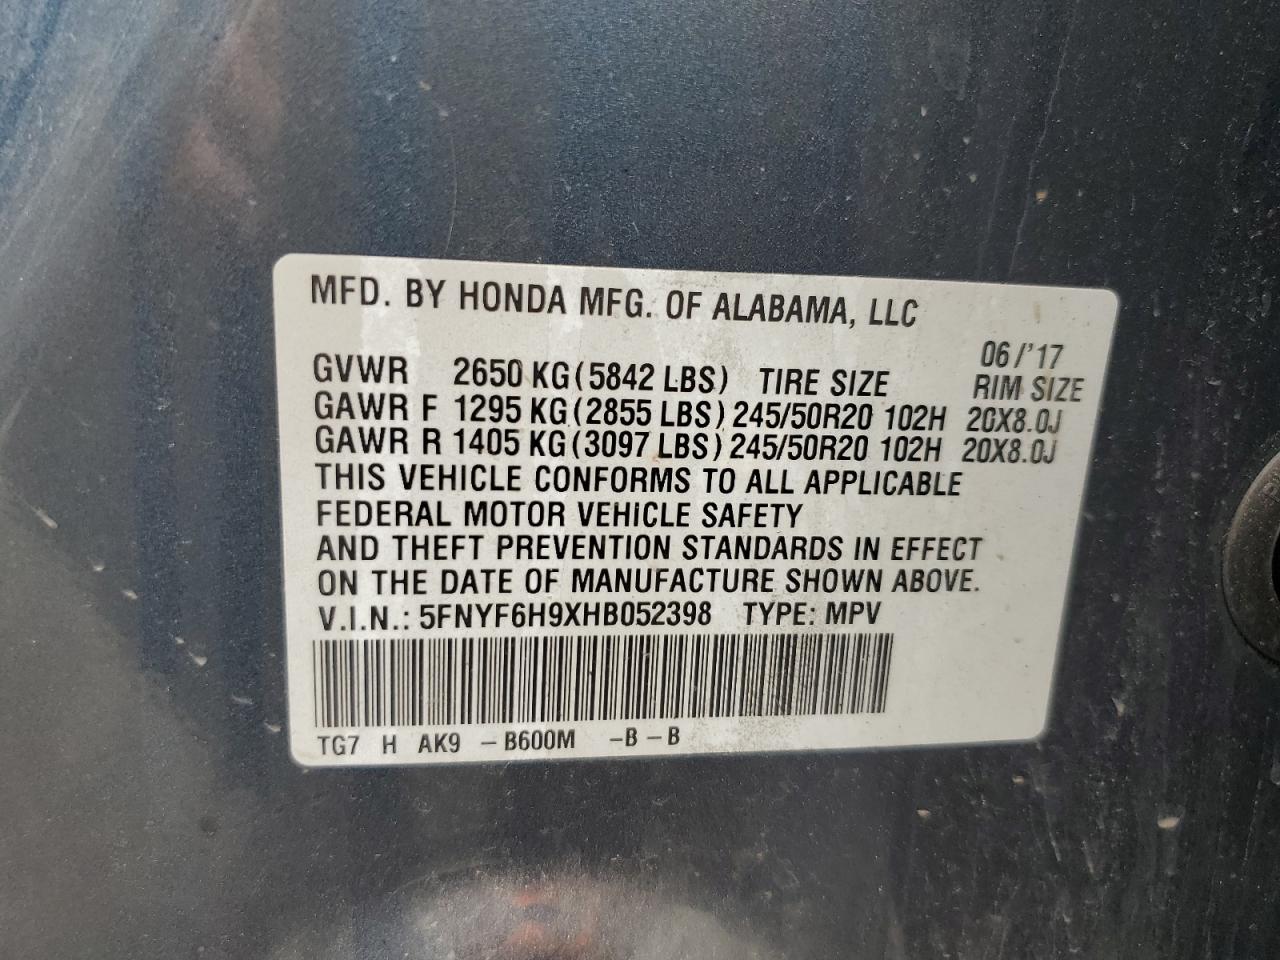 MFD. BY HONDA MFG. OF ALABAMA, LLC
06/'17
GVWR 2650 KG (5842 LBS) TIRE SIZE RIM SIZE
GAWR F 1295 KG (2855 LBS) 245/50R20 102H 20X8.0J
GAWR R 1405 KG (3097 LBS) 245/50R20 102H 20X8.0J
THIS VEHICLE CONFORMS TO ALL APPLICABLE
FEDERAL MOTOR VEHICLE SAFETY
AND THEFT PREVENTION STANDARDS IN EFFECT
ON THE DATE OF MANUFACTURE SHOWN ABOVE.
V.I.N.: 5FNYF6H9XHB052398 TYPE: MPV
TG7 H AK9 – B600M –B – B